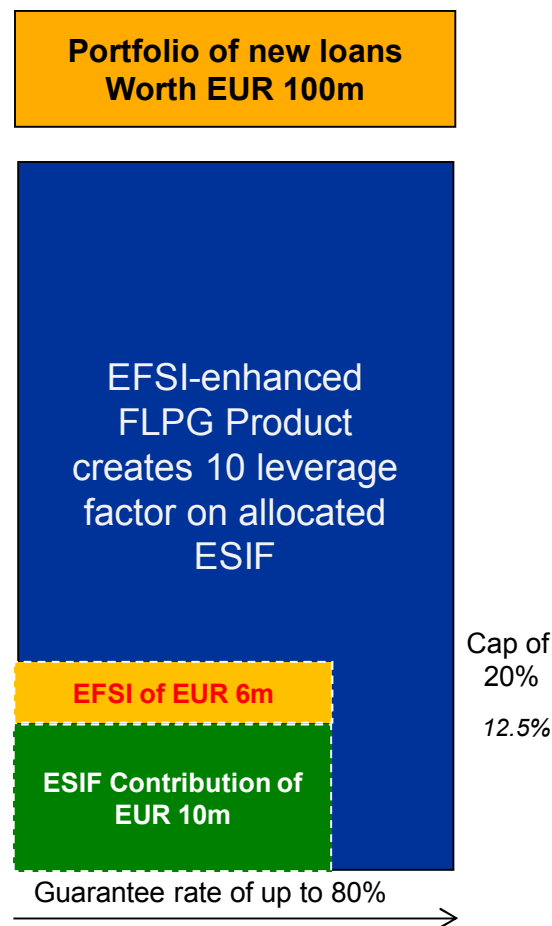 Portfolio of new loans
Worth EUR 100m
EFSI-enhanced
FLPG Product
creates 10 leverage
factor on allocated
ESIF
Cap of
20%
EFSI of EUR 6m
12.5%
ESIF Contribution of
EUR 10m
Guarantee rate of up to 80%